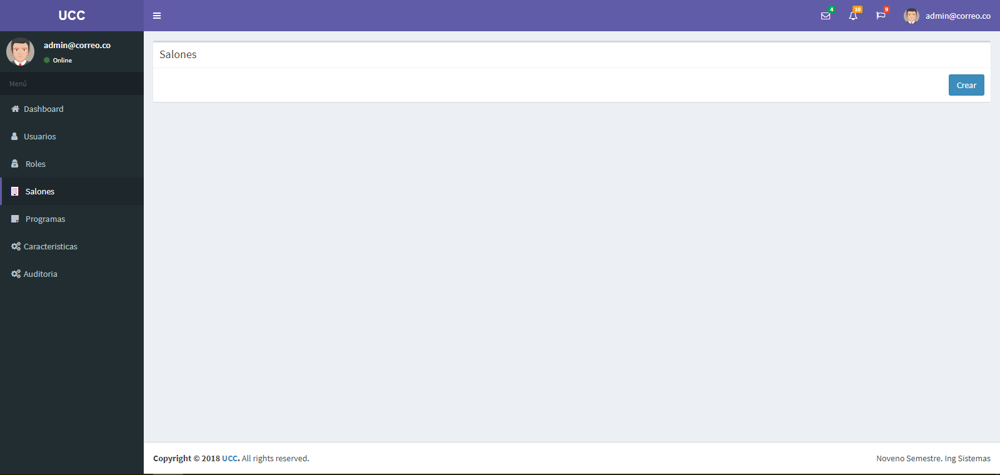 UCC
4
10
9
admin@correo.co
admin@correo.co
Online
Menú
Dashboard
Usuarios
Roles
Salones
Programas
Caracteristicas
Auditoria
Salones
Crear
Copyright © 2018 UCC. All rights reserved.
Noveno Semestre. Ing Sistemas